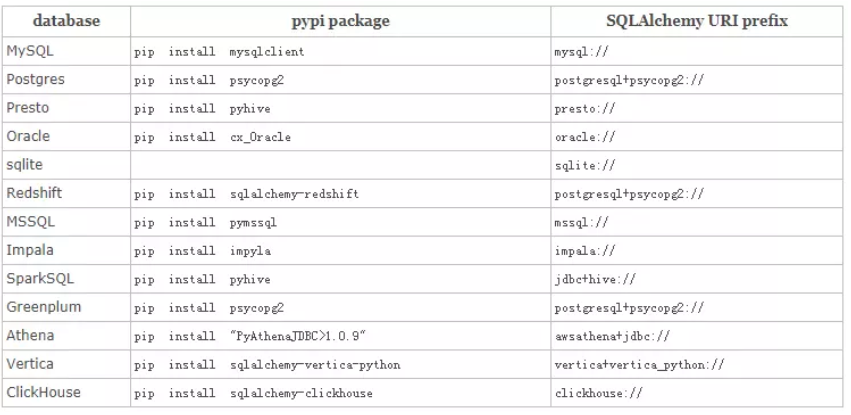 database pypi package SQLAlchemy URI prefix
MySQL pip install mysqlclient mysql://
Postgres pip install psycopg2 postgresql+psycopg2://
Presto pip install pyhive presto://
Oracle pip install cx_Oracle oracle://
sqlite sqlite://
Redshift pip install sqlalchemy-redshift postgresql+psycopg2://
MSSQL pip install pymssql mssql://
Impala pip install impyla impala://
SparkSQL pip install pyhive jdbc+hive://
Greenplum pip install psycopg2 postgresql+psycopg2://
Athena pip install "PyAthenaJDBC>1.0.9" awsathena+jdbc://
Vertica pip install sqlalchemy-vertica-python vertica+vertica_python://
ClickHouse pip install sqlalchemy-clickhouse clickhouse://